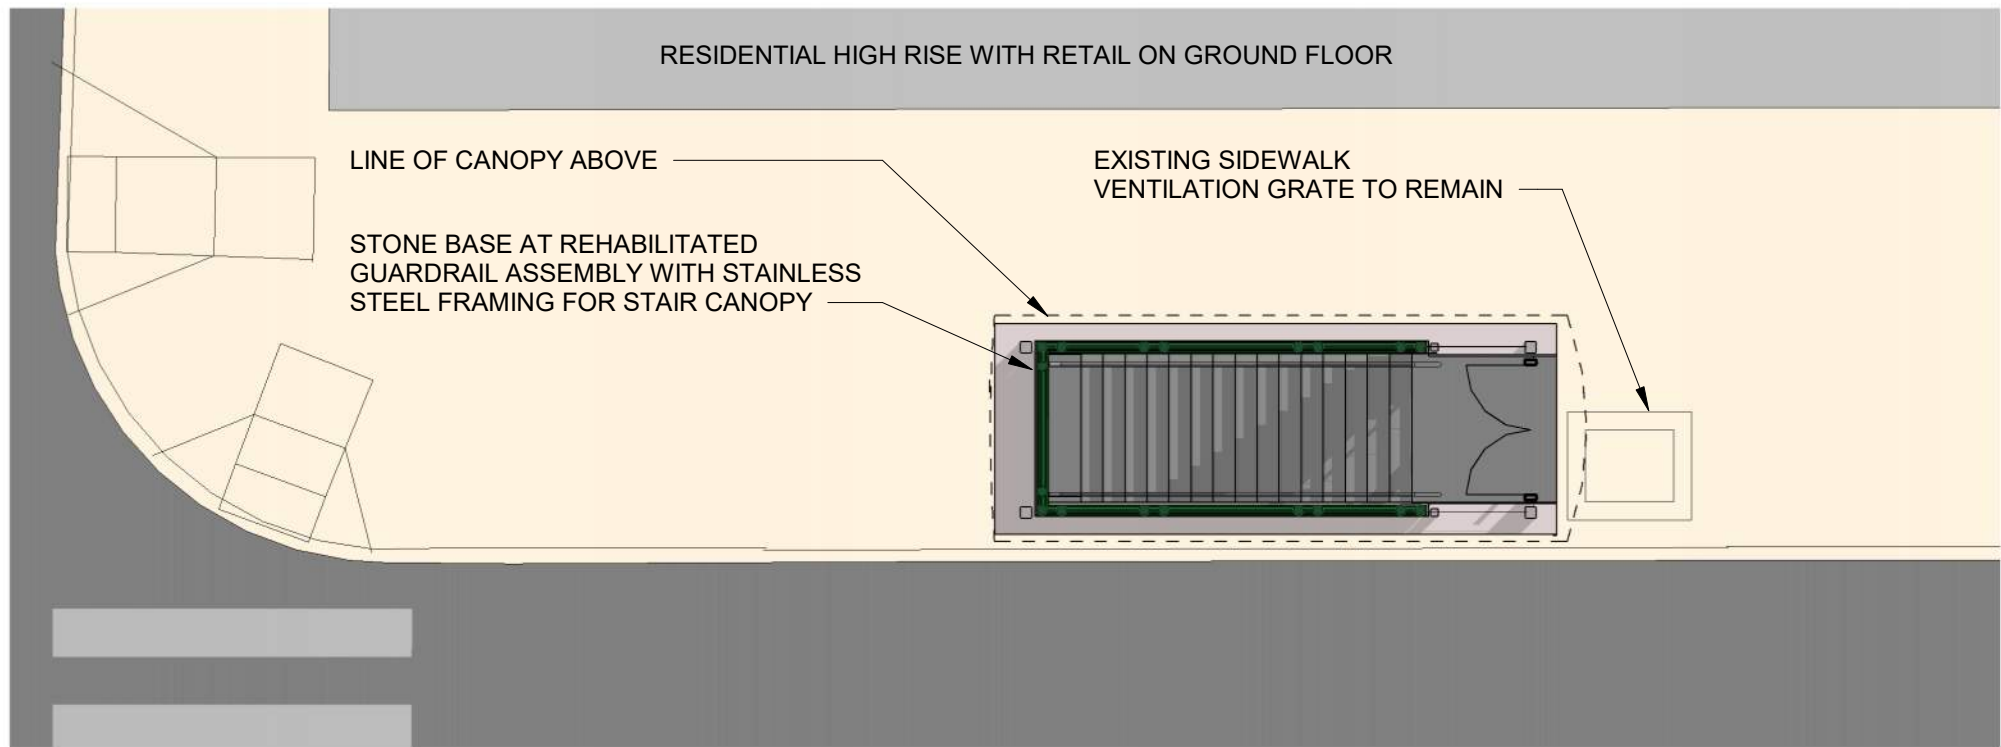 RESIDENTIAL HIGH RISE WITH RETAIL ON GROUND FLOOR
LINE OF CANOPY ABOVE
EXISTING SIDEWALK
VENTILATION GRATE TO REMAIN
STONE BASE AT REHABILITATED
GUARDRAIL ASSEMBLY WITH STAINLESS
STEEL FRAMING FOR STAIR CANOPY